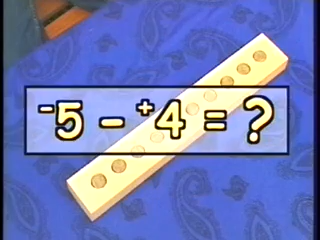 ⁻5 − ⁺4 = ?